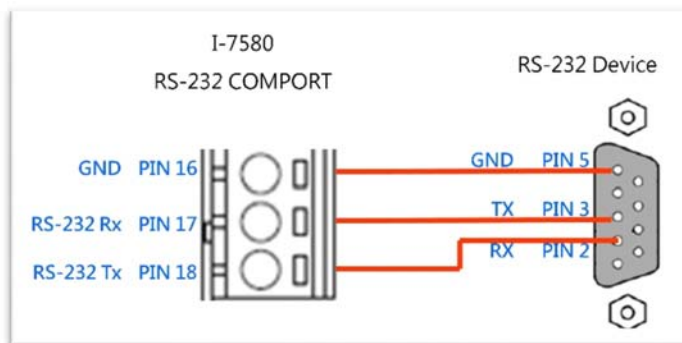 I-7580
RS-232 COMPORT
RS-232 Device
GND PIN 16
GND PIN 5
RS-232 Rx PIN 17
TX PIN 3
RS-232 Tx PIN 18
RX PIN 2